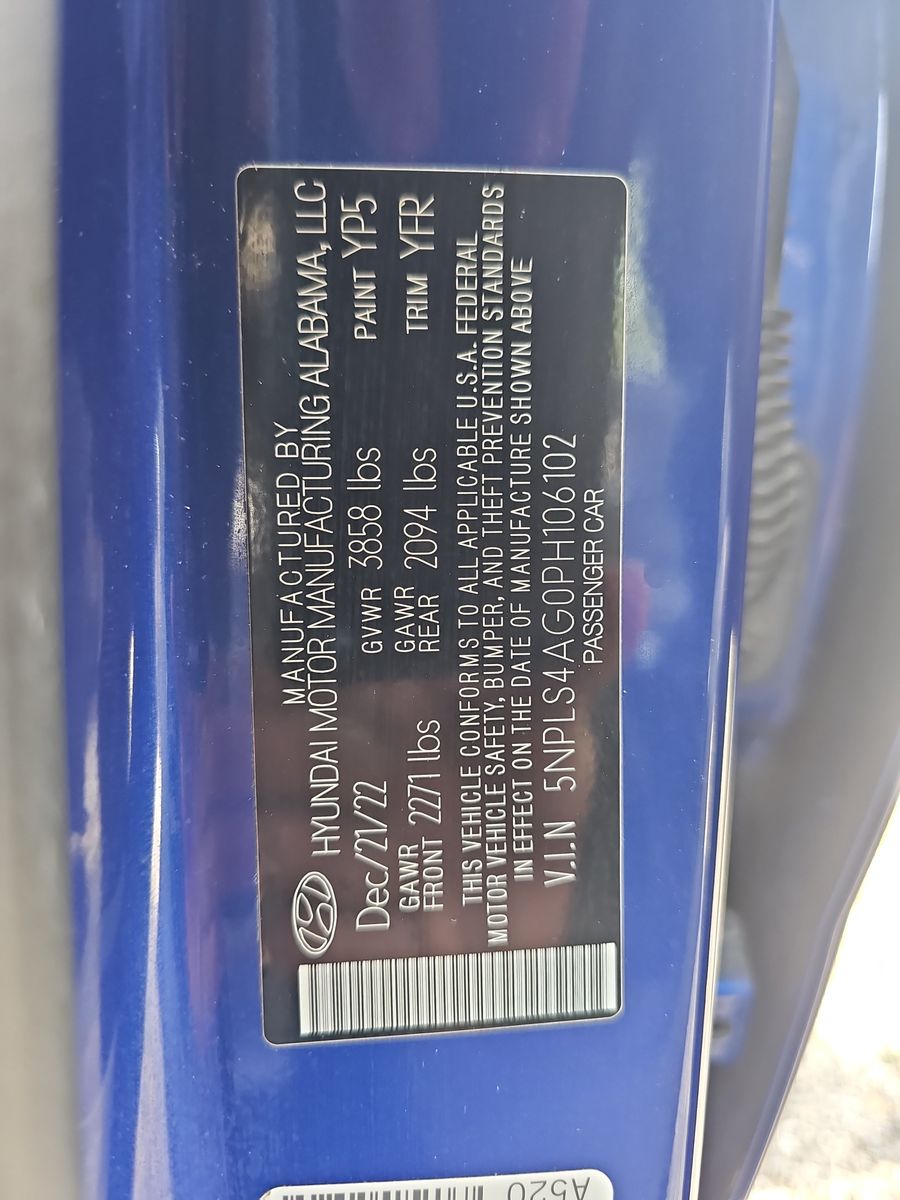 MANUFACTURED BY
HYUNDAI MOTOR MANUFACTURING ALABAMA, LLC
Dec/21/22 GVWR 3858 lbs PAINT YP5
GAWR FRONT 2271 lbs GAWR REAR 2094 lbs TRIM YFR
THIS VEHICLE CONFORMS TO ALL APPLICABLE U.S.A. FEDERAL
MOTOR VEHICLE SAFETY, BUMPER, AND THEFT PREVENTION STANDARDS
IN EFFECT ON THE DATE OF MANUFACTURE SHOWN ABOVE
V.I.N 5NPLS4AG0PH106102
PASSENGER CAR
A520